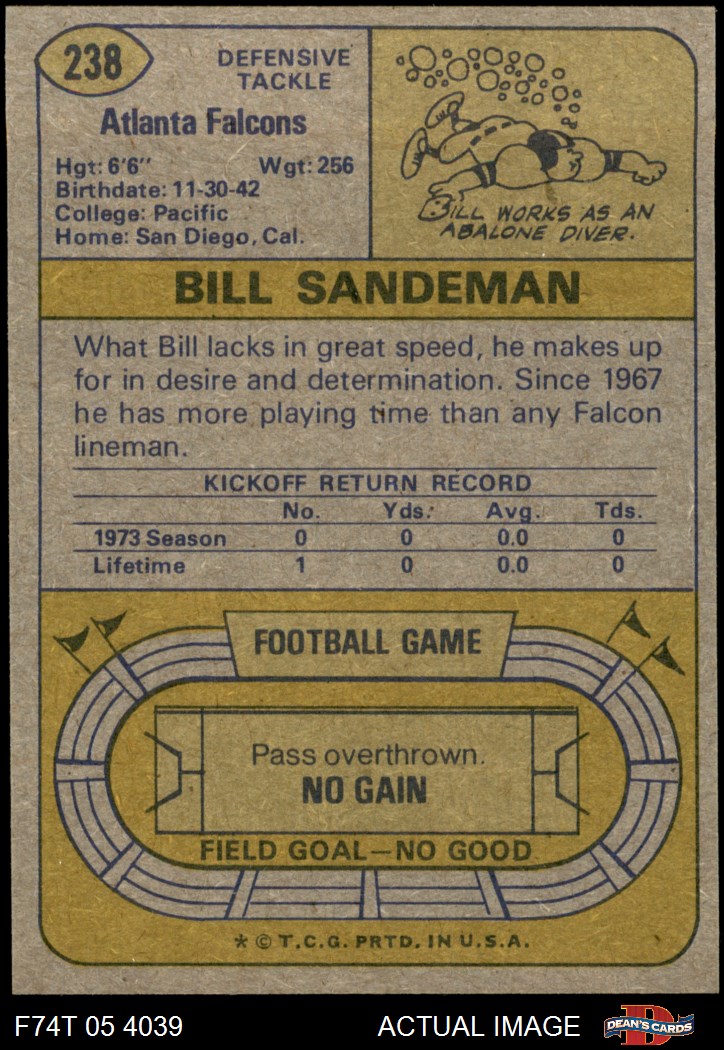 238
DEFENSIVE
TACKLE
Atlanta Falcons
Hgt: 6'6" Wgt: 256
Birthdate: 11-30-42
College: Pacific
Home: San Diego, Cal.
BILL WORKS AS AN
ABALONE DIVER.
BILL SANDEMAN
What Bill lacks in great speed, he makes up
for in desire and determination. Since 1967
he has more playing time than any Falcon
lineman.
KICKOFF RETURN RECORD
No. Yds. Avg. Tds.
1973 Season 0 0 0.0 0
Lifetime 1 0 0.0 0
FOOTBALL GAME
Pass overthrown.
NO GAIN
FIELD GOAL—NO GOOD
* © T.C.G. PRTD. IN U.S.A.
F74T 05 4039 ACTUAL IMAGE D DEAN'S CARDS